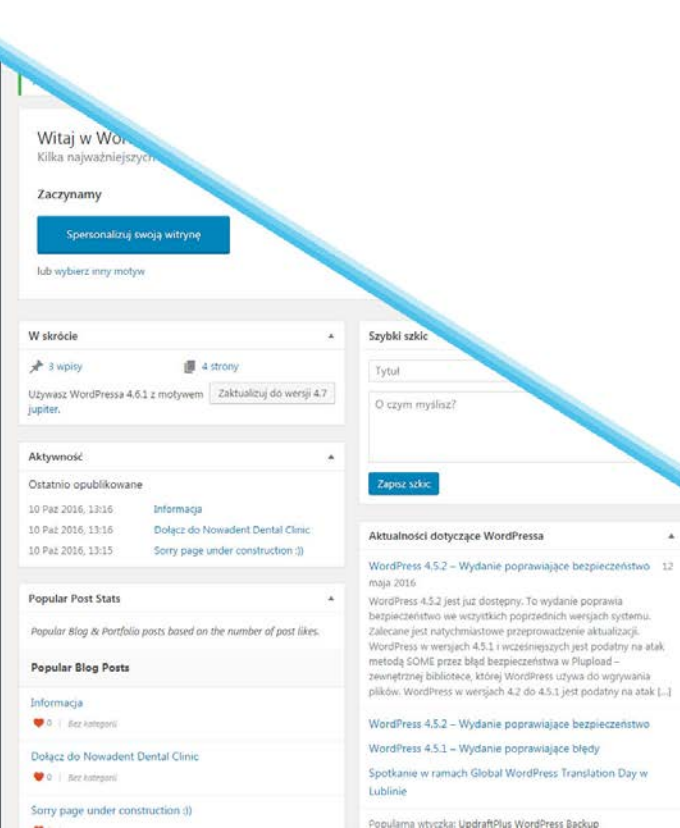 Witaj w
Kilka najważniejszych
Zaczynamy
Spersonalizuj swoją witrynę
lub wybierz inny motyw
W skrócie
3 wpisy
4 strony
Używasz WordPressa 4.6.1 z motywem
jupiter.
Zaktualizuj do wersji 4.7
Aktywność
Ostatnio opublikowane
10 Paź 2016, 13:16 Informacja
10 Paź 2016, 13:16 Dołącz do Nowadent Dental Clinic
10 Paź 2016, 13:15 Sorry page under construction :))
Popular Post Stats
Popular Blog & Portfolio posts based on the number of post likes.
Popular Blog Posts
Informacja
0 | Bez kategorii
Dołącz do Nowadent Dental Clinic
0 | Bez kategorii
Sorry page under construction :))
Szybki szkic
Tytuł
O czym myślisz?
Zapisz szkic
Aktualności dotyczące WordPressa
WordPress 4.5.2 – Wydanie poprawiające bezpieczeństwo 12
maja 2016
WordPress 4.5.2 jest już dostępny. To wydanie poprawia
bezpieczeństwo we wszystkich poprzednich wersjach systemu.
Zalecane jest natychmiastowe przeprowadzenie aktualizacji.
WordPress w wersjach 4.5.1 i wcześniejszych jest podatny na atak
metodą SOME przez błąd bezpieczeństwa w Plupload –
zewnętrznej bibliotece, której WordPress używa do wgrywania
plików. WordPress w wersjach 4.2 do 4.5.1 jest podatny na atak [...]
WordPress 4.5.2 – Wydanie poprawiające bezpieczeństwo
WordPress 4.5.1 – Wydanie poprawiające błędy
Spotkanie w ramach Global WordPress Translation Day w
Lublinie
Popularna wtyczka: UpdraftPlus WordPress Backup